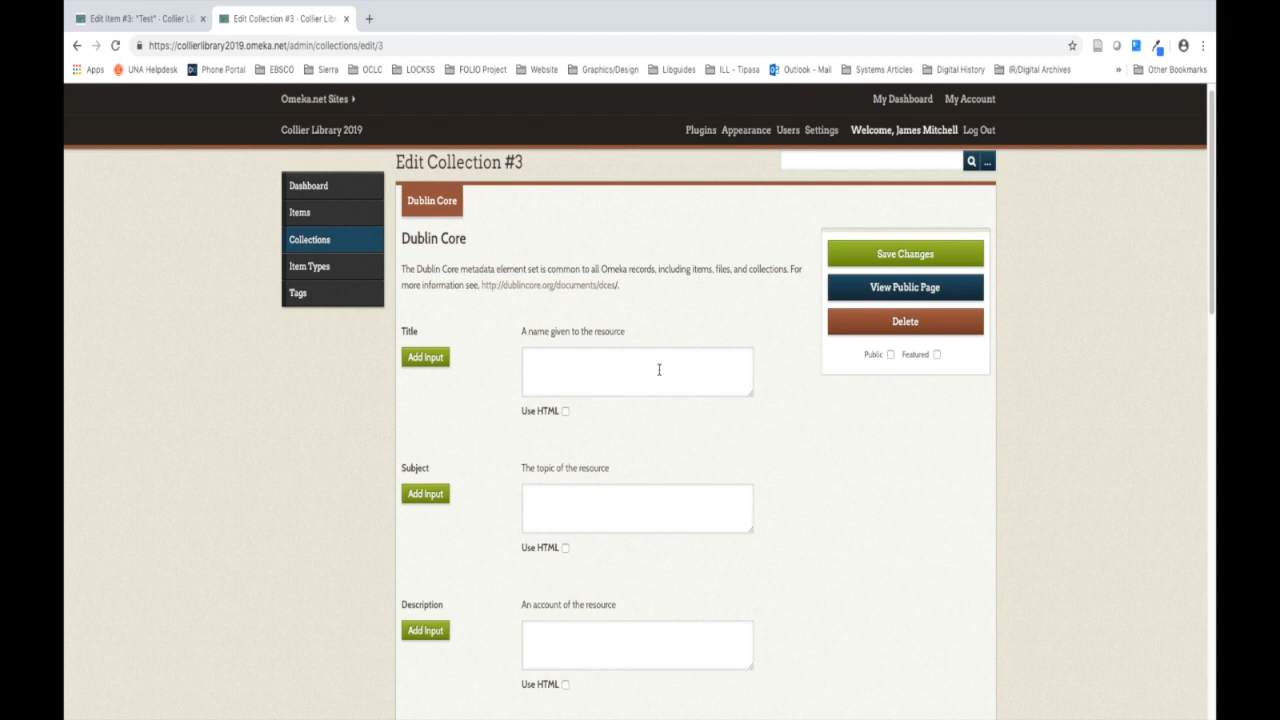 Edit Item #3: "Test" - Collier Li
Edit Collection #3 - Collier Libr
https://collierlibrary2019.omeka.net/admin/collections/edit/3
Apps UNA Helpdesk Phone Portal EBSCO Sierra OCLC LOCKSS FOLIO Project Website Graphics/Design Libguides ILL - Tipasa Outlook - Mail Systems Articles Digital History IR/Digital Archives » Other Bookmarks
Omeka.net Sites
My Dashboard My Account
Collier Library 2019
Plugins Appearance Users Settings Welcome, James Mitchell Log Out
Edit Collection #3
...
Dashboard
Items
Collections
Item Types
Tags
Dublin Core
Dublin Core
The Dublin Core metadata element set is common to all Omeka records, including items, files, and collections. For
more information see, http://dublincore.org/documents/dces/.
Save Changes
View Public Page
Delete
Public Featured
Title
A name given to the resource
Add Input
Use HTML
Subject
The topic of the resource
Add Input
Use HTML
Description
An account of the resource
Add Input
Use HTML